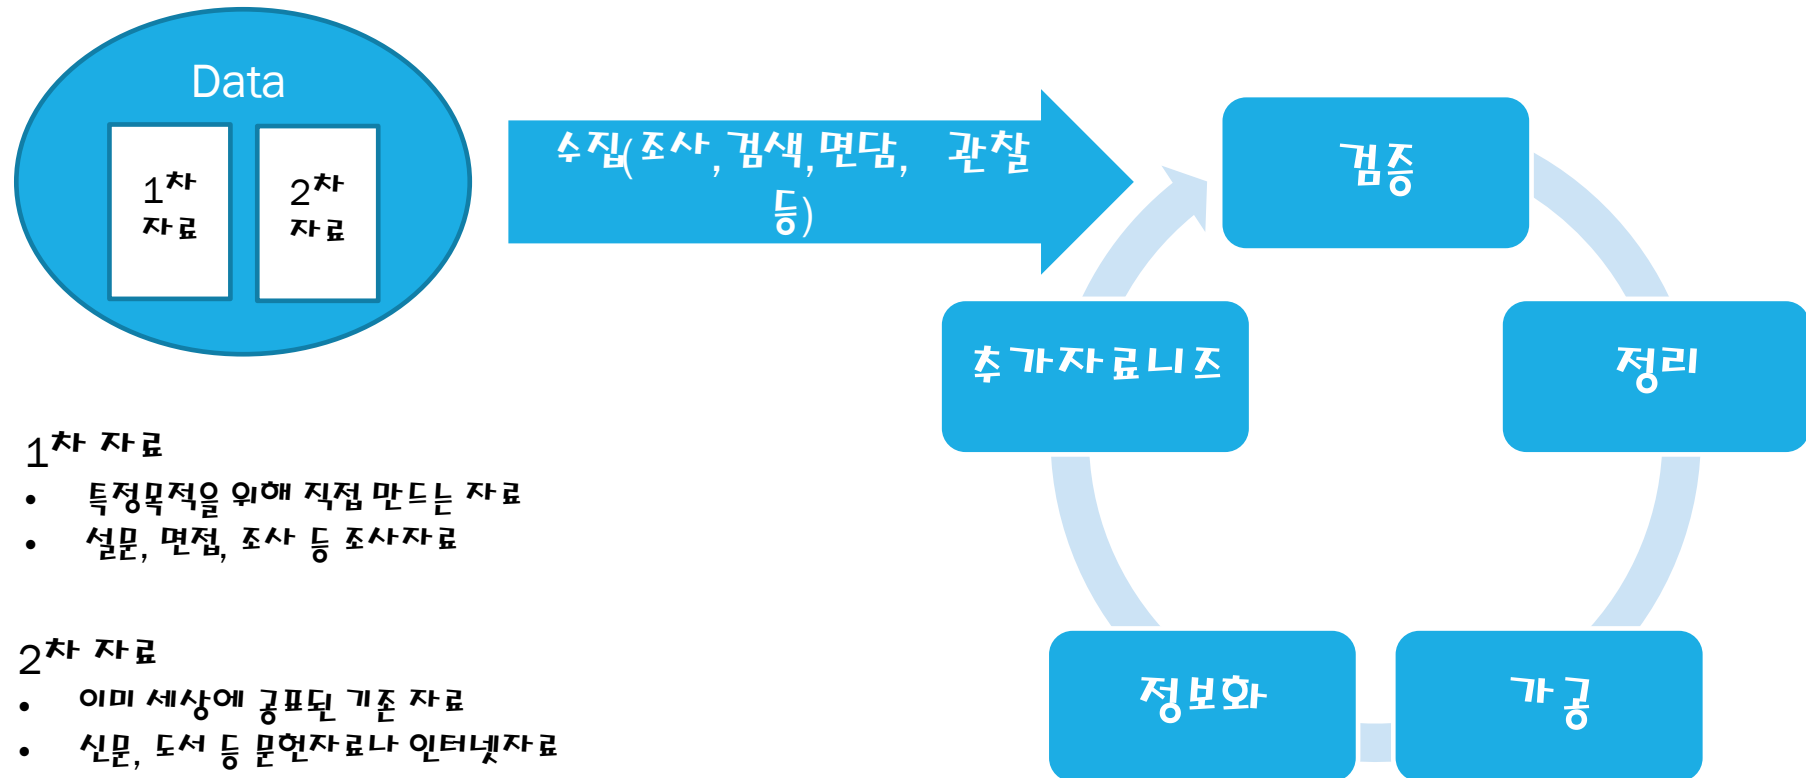 Data
1차
자료
2차
자료
수집(조사,검색,면담, 관찰
등)
검증
정리
가공
정보화
추가자료니즈
1차 자료
• 특정목적을 위해 직접 만드는 자료
• 설문, 면접, 조사 등 조사자료
2차 자료
• 이미 세상에 공표된 기존 자료
• 신문, 도서 등 문헌자료나 인터넷자료